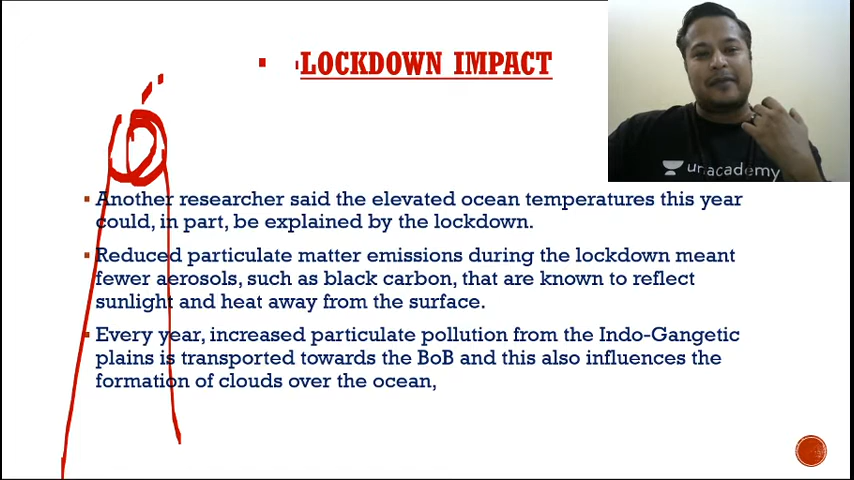 LOCKDOWN IMPACT
unacademy
Another researcher said the elevated ocean temperatures this year
could, in part, be explained by the lockdown.
Reduced particulate matter emissions during the lockdown meant
fewer aerosols, such as black carbon, that are known to reflect
sunlight and heat away from the surface.
Every year, increased particulate pollution from the Indo-Gangetic
plains is transported towards the BoB and this also influences the
formation of clouds over the ocean,